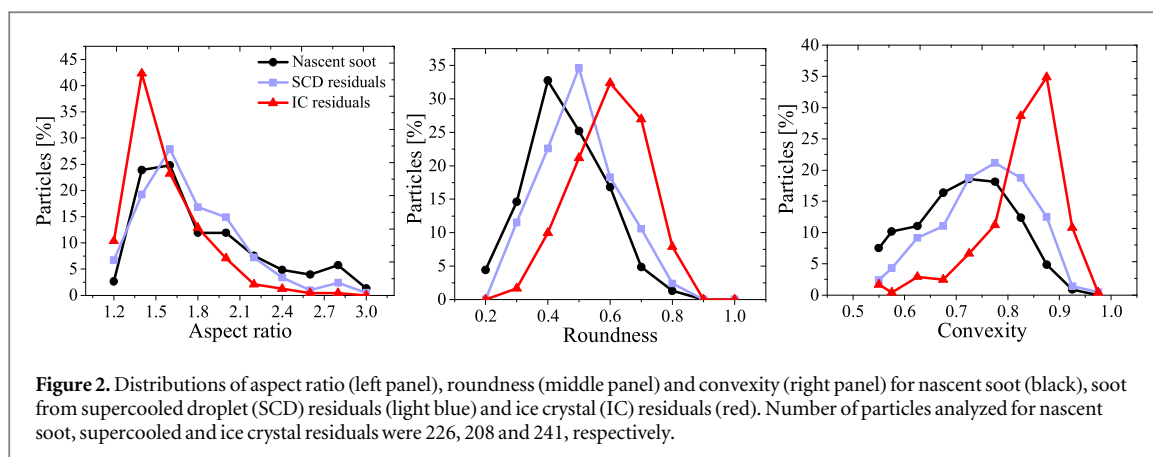 45
40
35
30
25
20
15
10
5
0
Particles [%]
Nascent soot
SCD residuals
IC residuals
1.2 1.5 1.8 2.1 2.4 2.7 3.0
Aspect ratio
35
30
25
20
15
10
5
0
Particles [%]
0.2 0.4 0.6 0.8 1.0
Roundness
40
35
30
25
20
15
10
5
0
Particles [%]
0.5 0.6 0.7 0.8 0.9 1.0
Convexity
Figure 2. Distributions of aspect ratio (left panel), roundness (middle panel) and convexity (right panel) for nascent soot (black), soot
from supercooled droplet (SCD) residuals (light blue) and ice crystal (IC) residuals (red). Number of particles analyzed for nascent
soot, supercooled and ice crystal residuals were 226, 208 and 241, respectively.